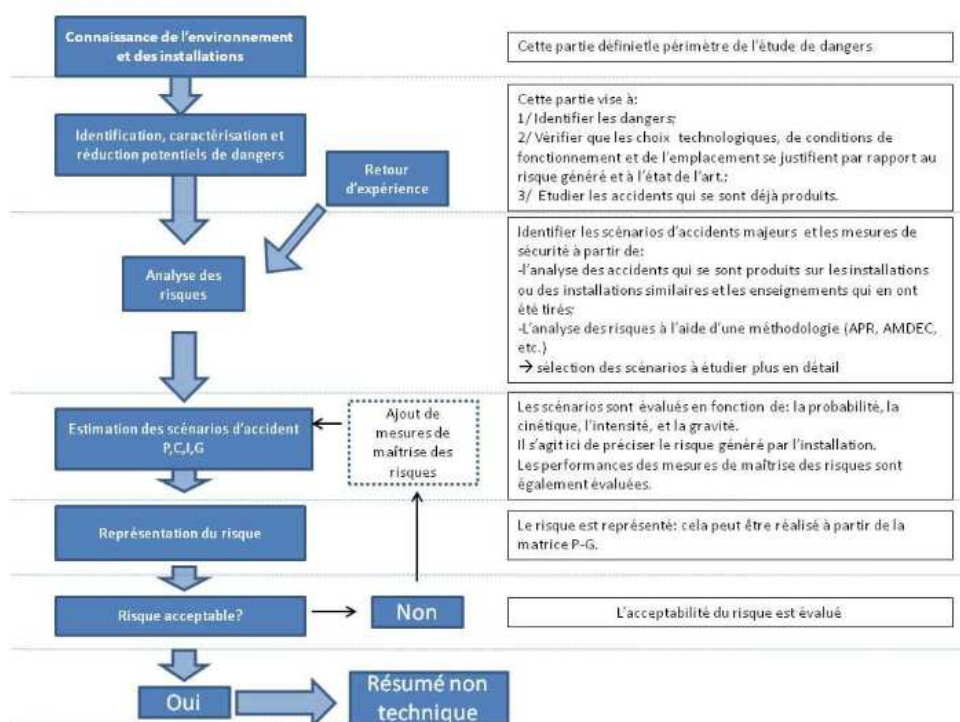 Connaissance de l'environnement
et des installations
Cette partie définietle périmètre de l'étude de dangers
Identification, caractérisation et
réduction potentiels de dangers
Retour
d'expérience
Cette partie vise à:
1/ Identifier les dangers;
2/ Vérifier que les choix technologiques, de conditions de
fonctionnement et de l'emplacement se justifient par rapport au
risque généré et à l'état de l'art.;
3/ Etudier les accidents qui se sont déjà produits.
Analyse des
risques
Identifier les scénarios d'accidents majeurs et les mesures de
sécurité à partir de:
-l'analyse des accidents qui se sont produits sur les installations
ou des installations similaires et les enseignements qui en ont
été tirés;
-L'analyse des risques à l'aide d'une méthodologie (APR, AMDEC,
etc.)
→ sélection des scénarios à étudier plus en détail
Estimation des scénarios d'accident
P,C,I,G
Ajout de
mesures de
maîtrise des
risques
Les scénarios sont évalués en fonction de: la probabilité, la
cinétique, l'intensité, et la gravité.
Il s'agit ici de préciser le risque généré par l'installation.
Les performances des mesures de maîtrise des risques sont
également évaluées.
Représentation du risque
Le risque est représenté: cela peut être réalisé à partir de la
matrice P-G.
Risque acceptable?
Non
L'acceptabilité du risque est évalué
Oui
Résumé non
technique